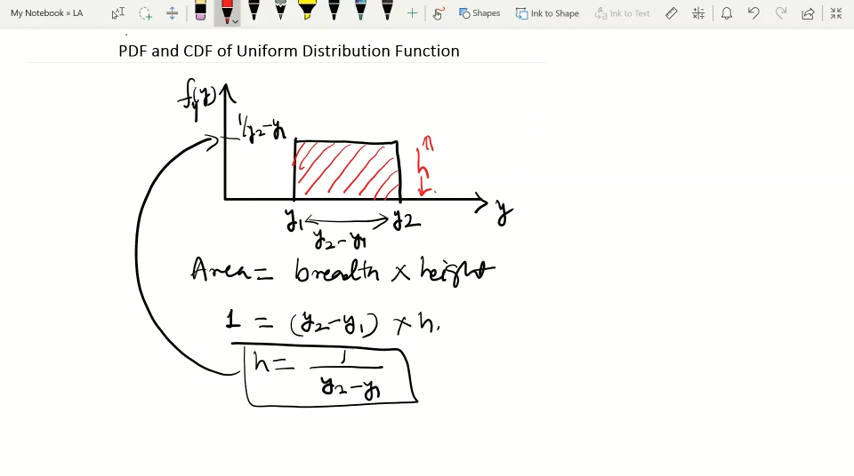 My Notebook » LA
Shapes
Ink to Shape
Ink to Text
PDF and CDF of Uniform Distribution Function
fy(y)
1/y2-y1
h
y1
y2
y
y2-y1
Area = breadth × height
1 = (y2-y1) × h.
h = 1/y2-y1